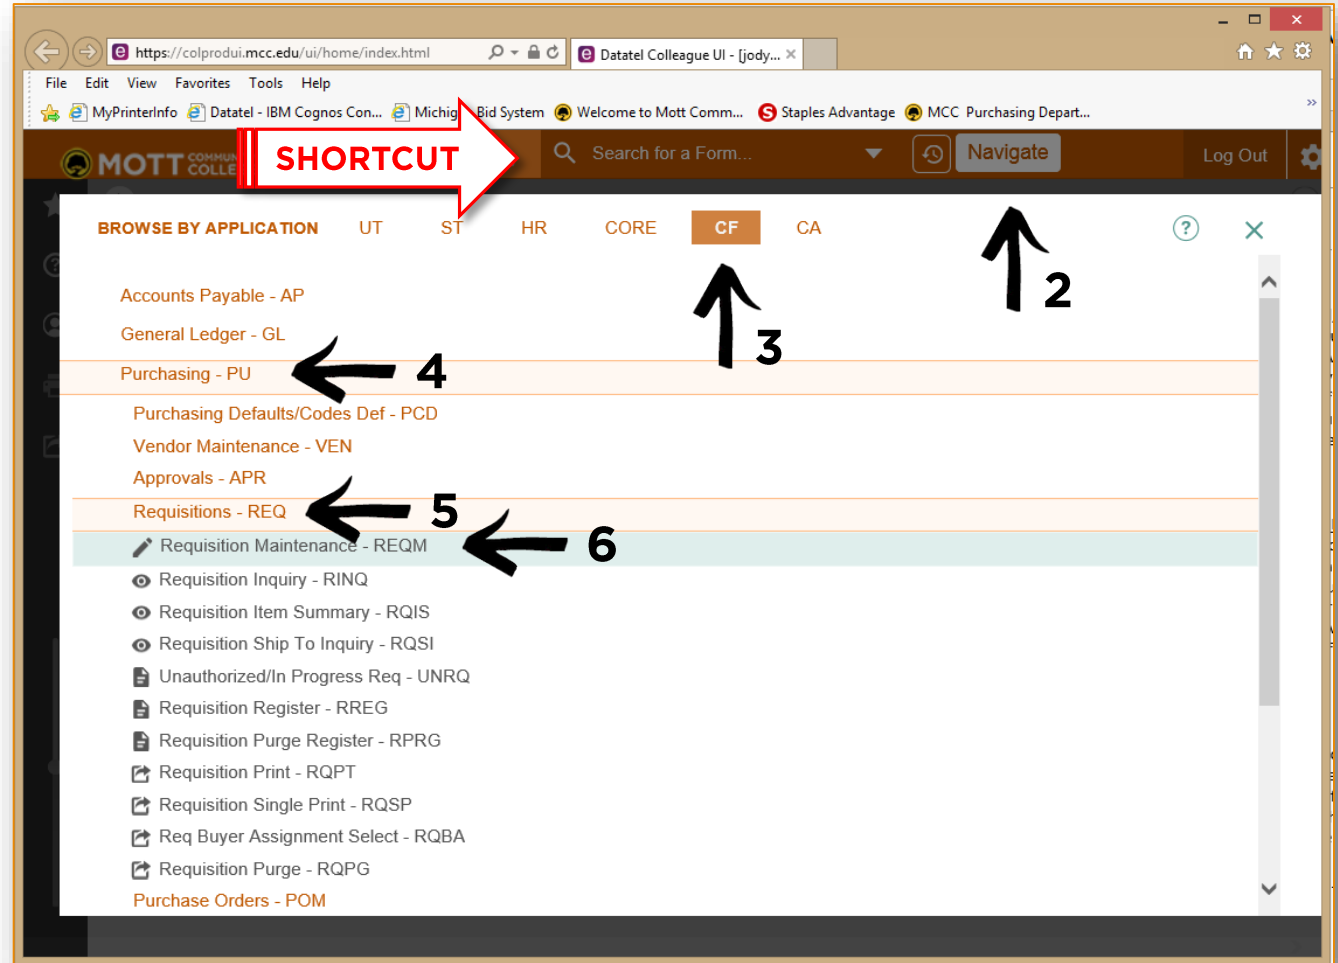 https://colprodui.mcc.edu/ui/home/index.html
Datatel Colleague UI - [jody...
File Edit View Favorites Tools Help
MyPrinterInfo Datatel - IBM Cognos Con... Michig Bid System Welcome to Mott Comm... Staples Advantage MCC Purchasing Depart...
MOTT COMMUN
COLLE
SHORTCUT
Search for a Form...
Navigate
Log Out
BROWSE BY APPLICATION UT ST HR CORE CF CA
2
3
Accounts Payable - AP
General Ledger - GL
Purchasing - PU
4
Purchasing Defaults/Codes Def - PCD
Vendor Maintenance - VEN
Approvals - APR
Requisitions - REQ
5
Requisition Maintenance - REQM
6
Requisition Inquiry - RINQ
Requisition Item Summary - RQIS
Requisition Ship To Inquiry - RQSI
Unauthorized/In Progress Req - UNRQ
Requisition Register - RREG
Requisition Purge Register - RPRG
Requisition Print - RQPT
Requisition Single Print - RQSP
Req Buyer Assignment Select - RQBA
Requisition Purge - RQPG
Purchase Orders - POM